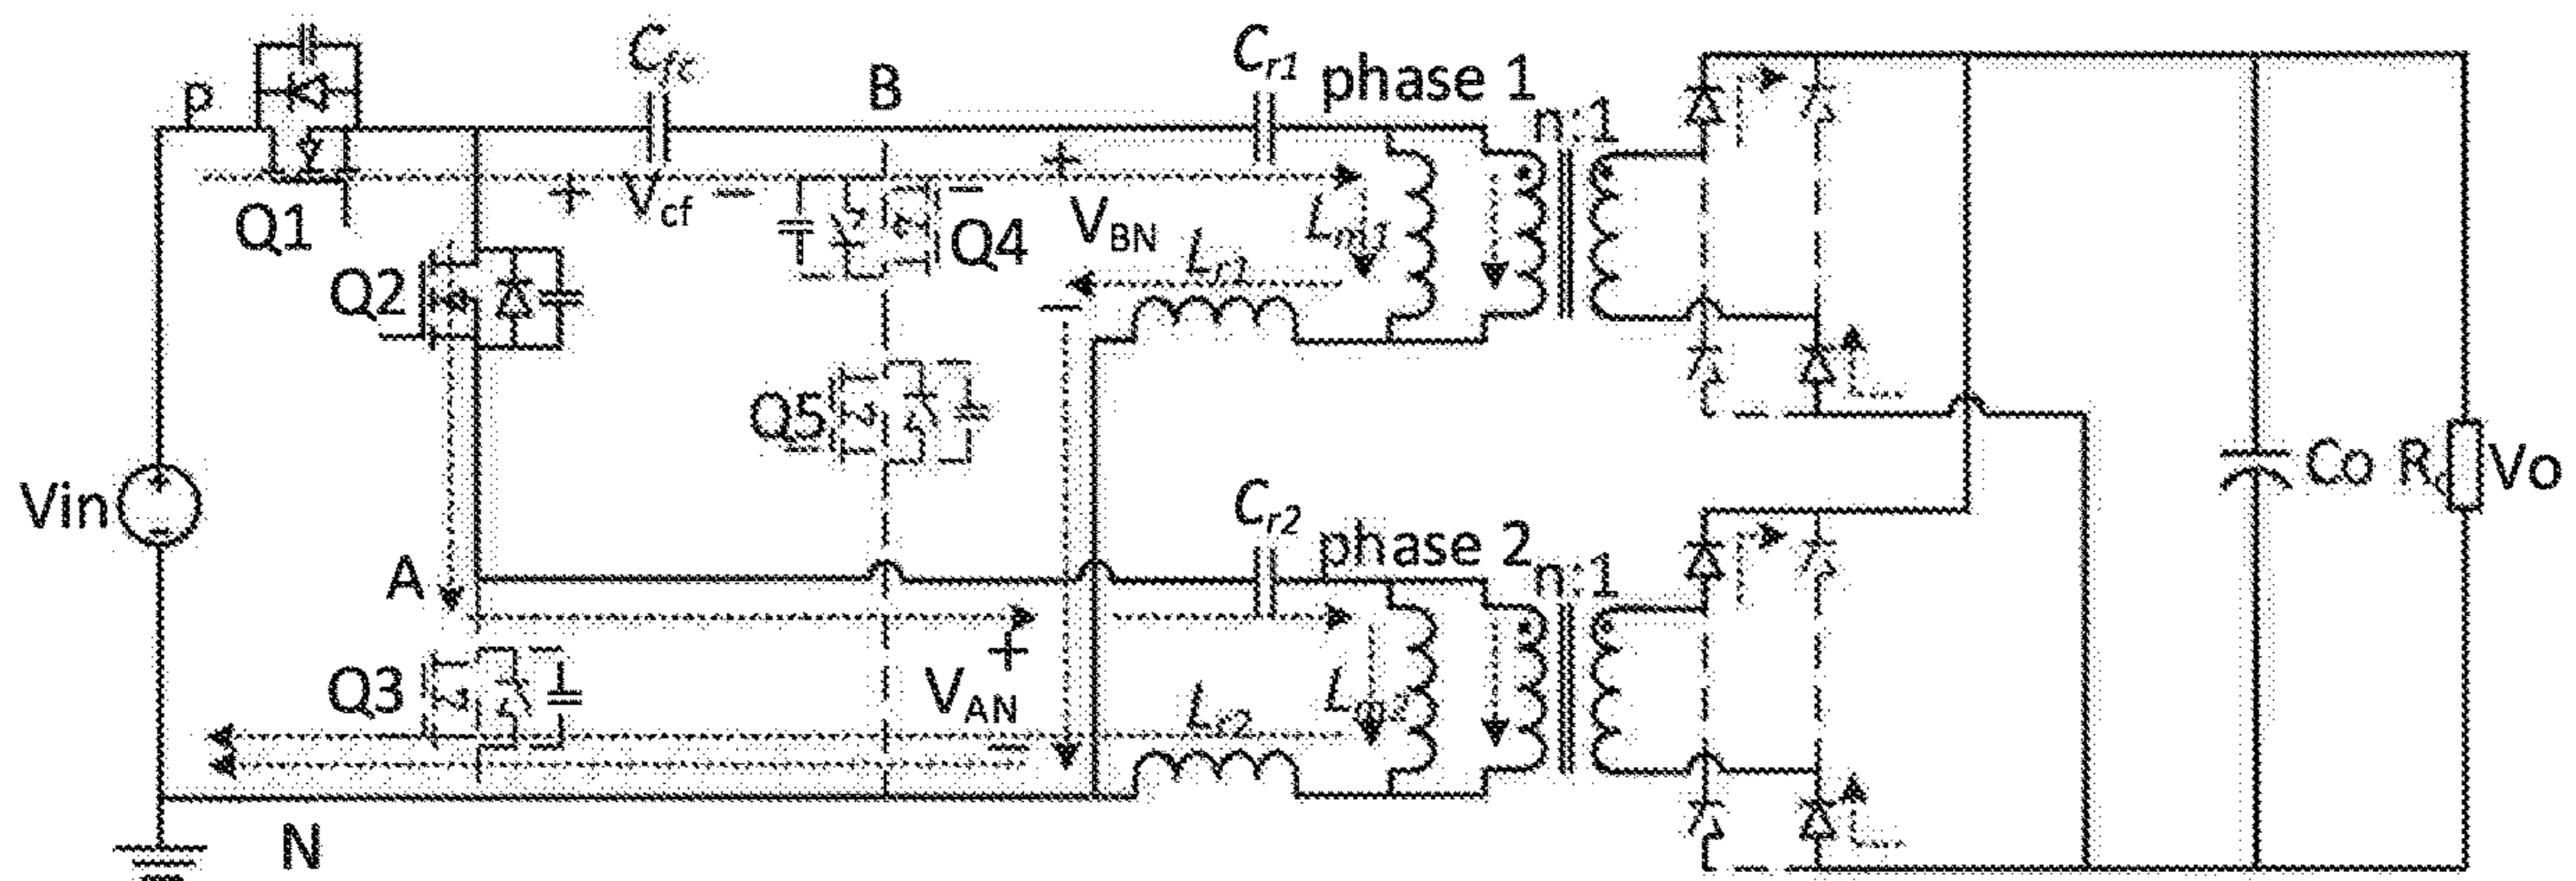 P
Cfc
B
Cr1
phase 1
n:1
Q1
+ Vcf −
+
VBN
−
Q4
Lm1
Lr1
Q2
Q5
Vin
A
Cr2
phase 2
n:1
Co
Vo
Q3
+
VAN
−
Lr2
N